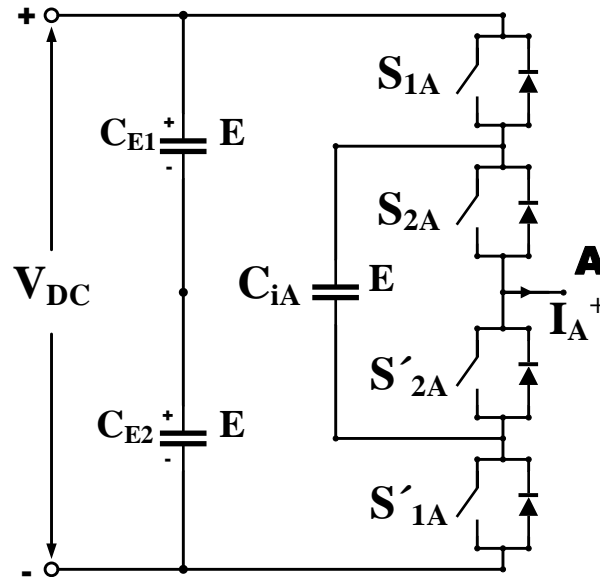 +
S1A
+
CE1
E
-
S2A
A
VDC
CiA
E
IA
+
S´2A
+
CE2
E
-
S´1A
-